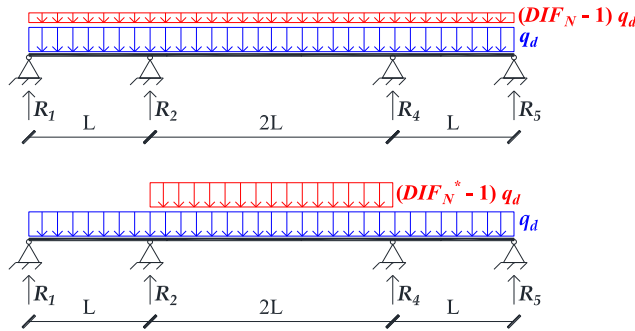 (DIF_N - 1) q_d
q_d
R_1 R_2 R_4 R_5
L 2L L
(DIF_N^* - 1) q_d
q_d
R_1 R_2 R_4 R_5
L 2L L